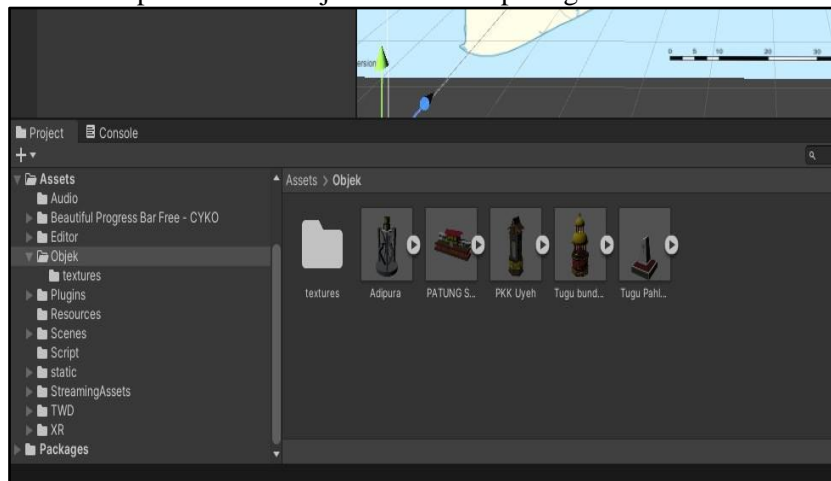 ersion
0 5 10 20 30
Project Console
Assets
Audio
Beautiful Progress Bar Free - CYKO
Editor
Objek
textures
Plugins
Resources
Scenes
Script
static
StreamingAssets
TWD
XR
Packages
Assets > Objek
textures Adipura PATUNG S... PKK Uyeh Tugu bund... Tugu Pahl...